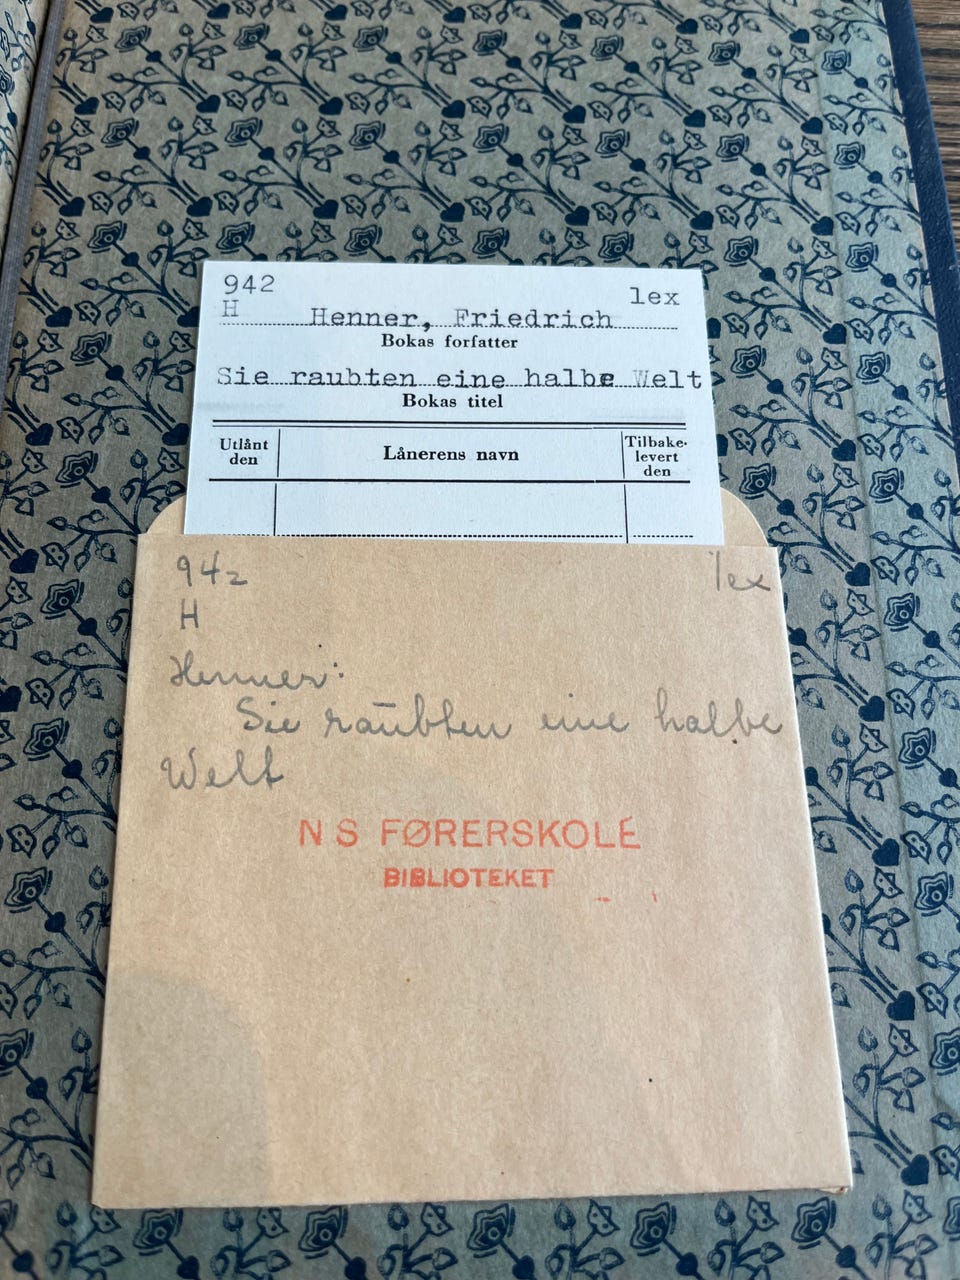 942 lex
H Henner, Friedrich
Bokas forfatter
Sie raubten eine halbe Welt
Bokas titel
Utlånt den
Lånerens navn
Tilbake-
levert
den
942 lex
H
Henner:
Sie raubten eine halbe
Welt
N S FØRERSKOLE
BIBLIOTEKET